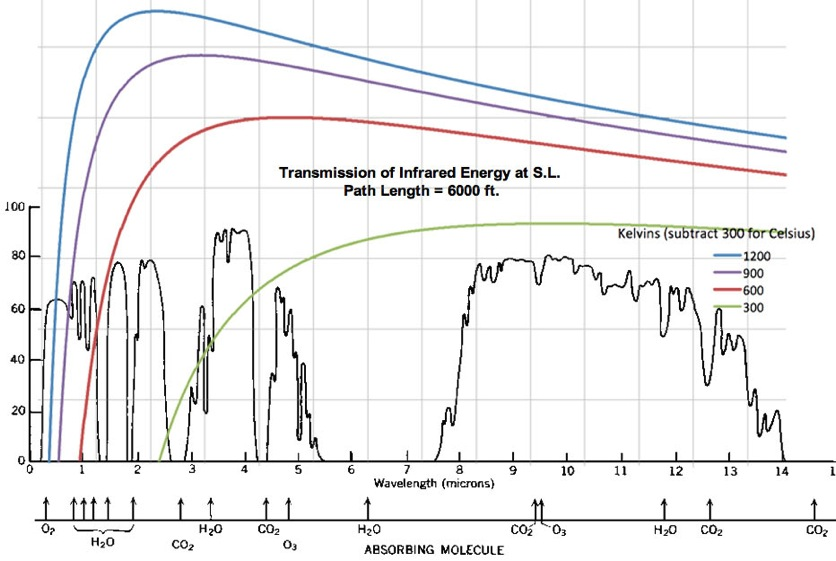 Transmission of Infrared Energy at S.L.
Path Length = 6000 ft.
Kelvins (subtract 300 for Celsius)
1200
900
600
300
100
80
60
40
20
0
0 1 2 3 4 5 6 7 8 9 10 11 12 13 14 1
Wavelength (microns)
O₂ H₂O CO₂ H₂O CO₂ O₃ H₂O CO₂ O₃ H₂O CO₂
ABSORBING MOLECULE